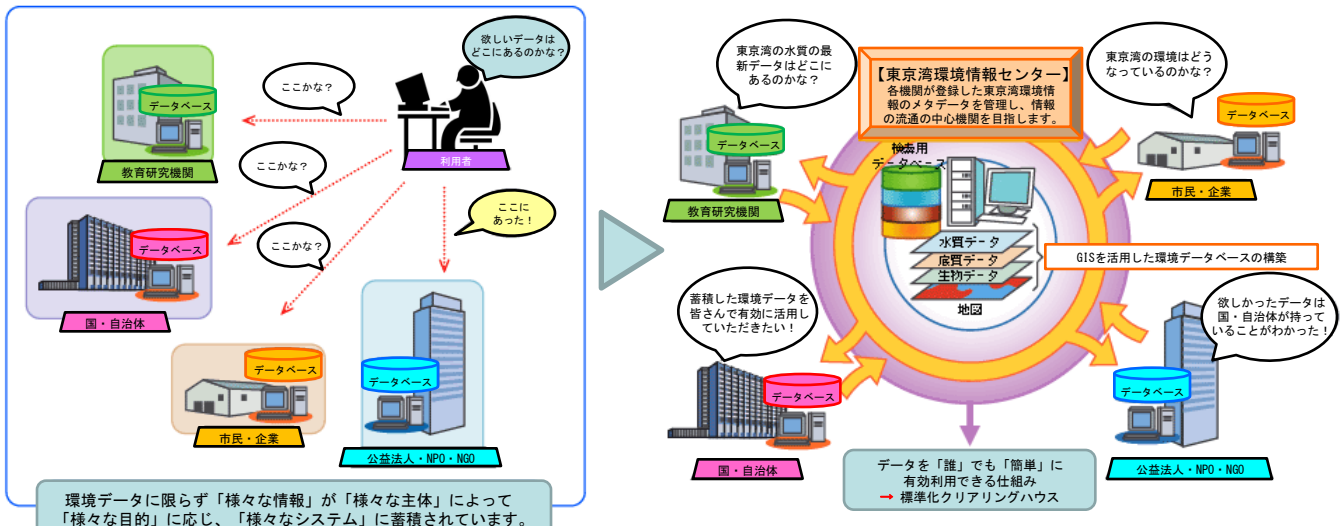 欲しいデータは
どこにあるのかな？
ここかな？
データベース
教育研究機関
利用者
ここかな？
ここに
あった！
データベース
ここかな？
国・自治体
データベース
市民・企業
データベース
公益法人・NPO・NGO
環境データに限らず「様々な情報」が「様々な主体」によって
「様々な目的」に応じ、「様々なシステム」に蓄積されています。
東京湾の水質の最
新データはどこに
あるのかな？
【東京湾環境情報センター】
各機関が登録した東京湾環境情
報のメタデータを管理し、情報
の流通の中心機関を目指します。
東京湾の環境はどう
なっているのかな？
データベース
教育研究機関
検索用
データベース
データベース
市民・企業
水質データ
底質データ
生物データ
地図
GISを活用した環境データベースの構築
蓄積した環境データを
皆さんで有効に活用し
ていただきたい！
欲しかったデータは
国・自治体が持って
いることがわかった！
データベース
国・自治体
データベース
公益法人・NPO・NGO
データを「誰」でも「簡単」に
有効利用できる仕組み
→ 標準化クリアリングハウス